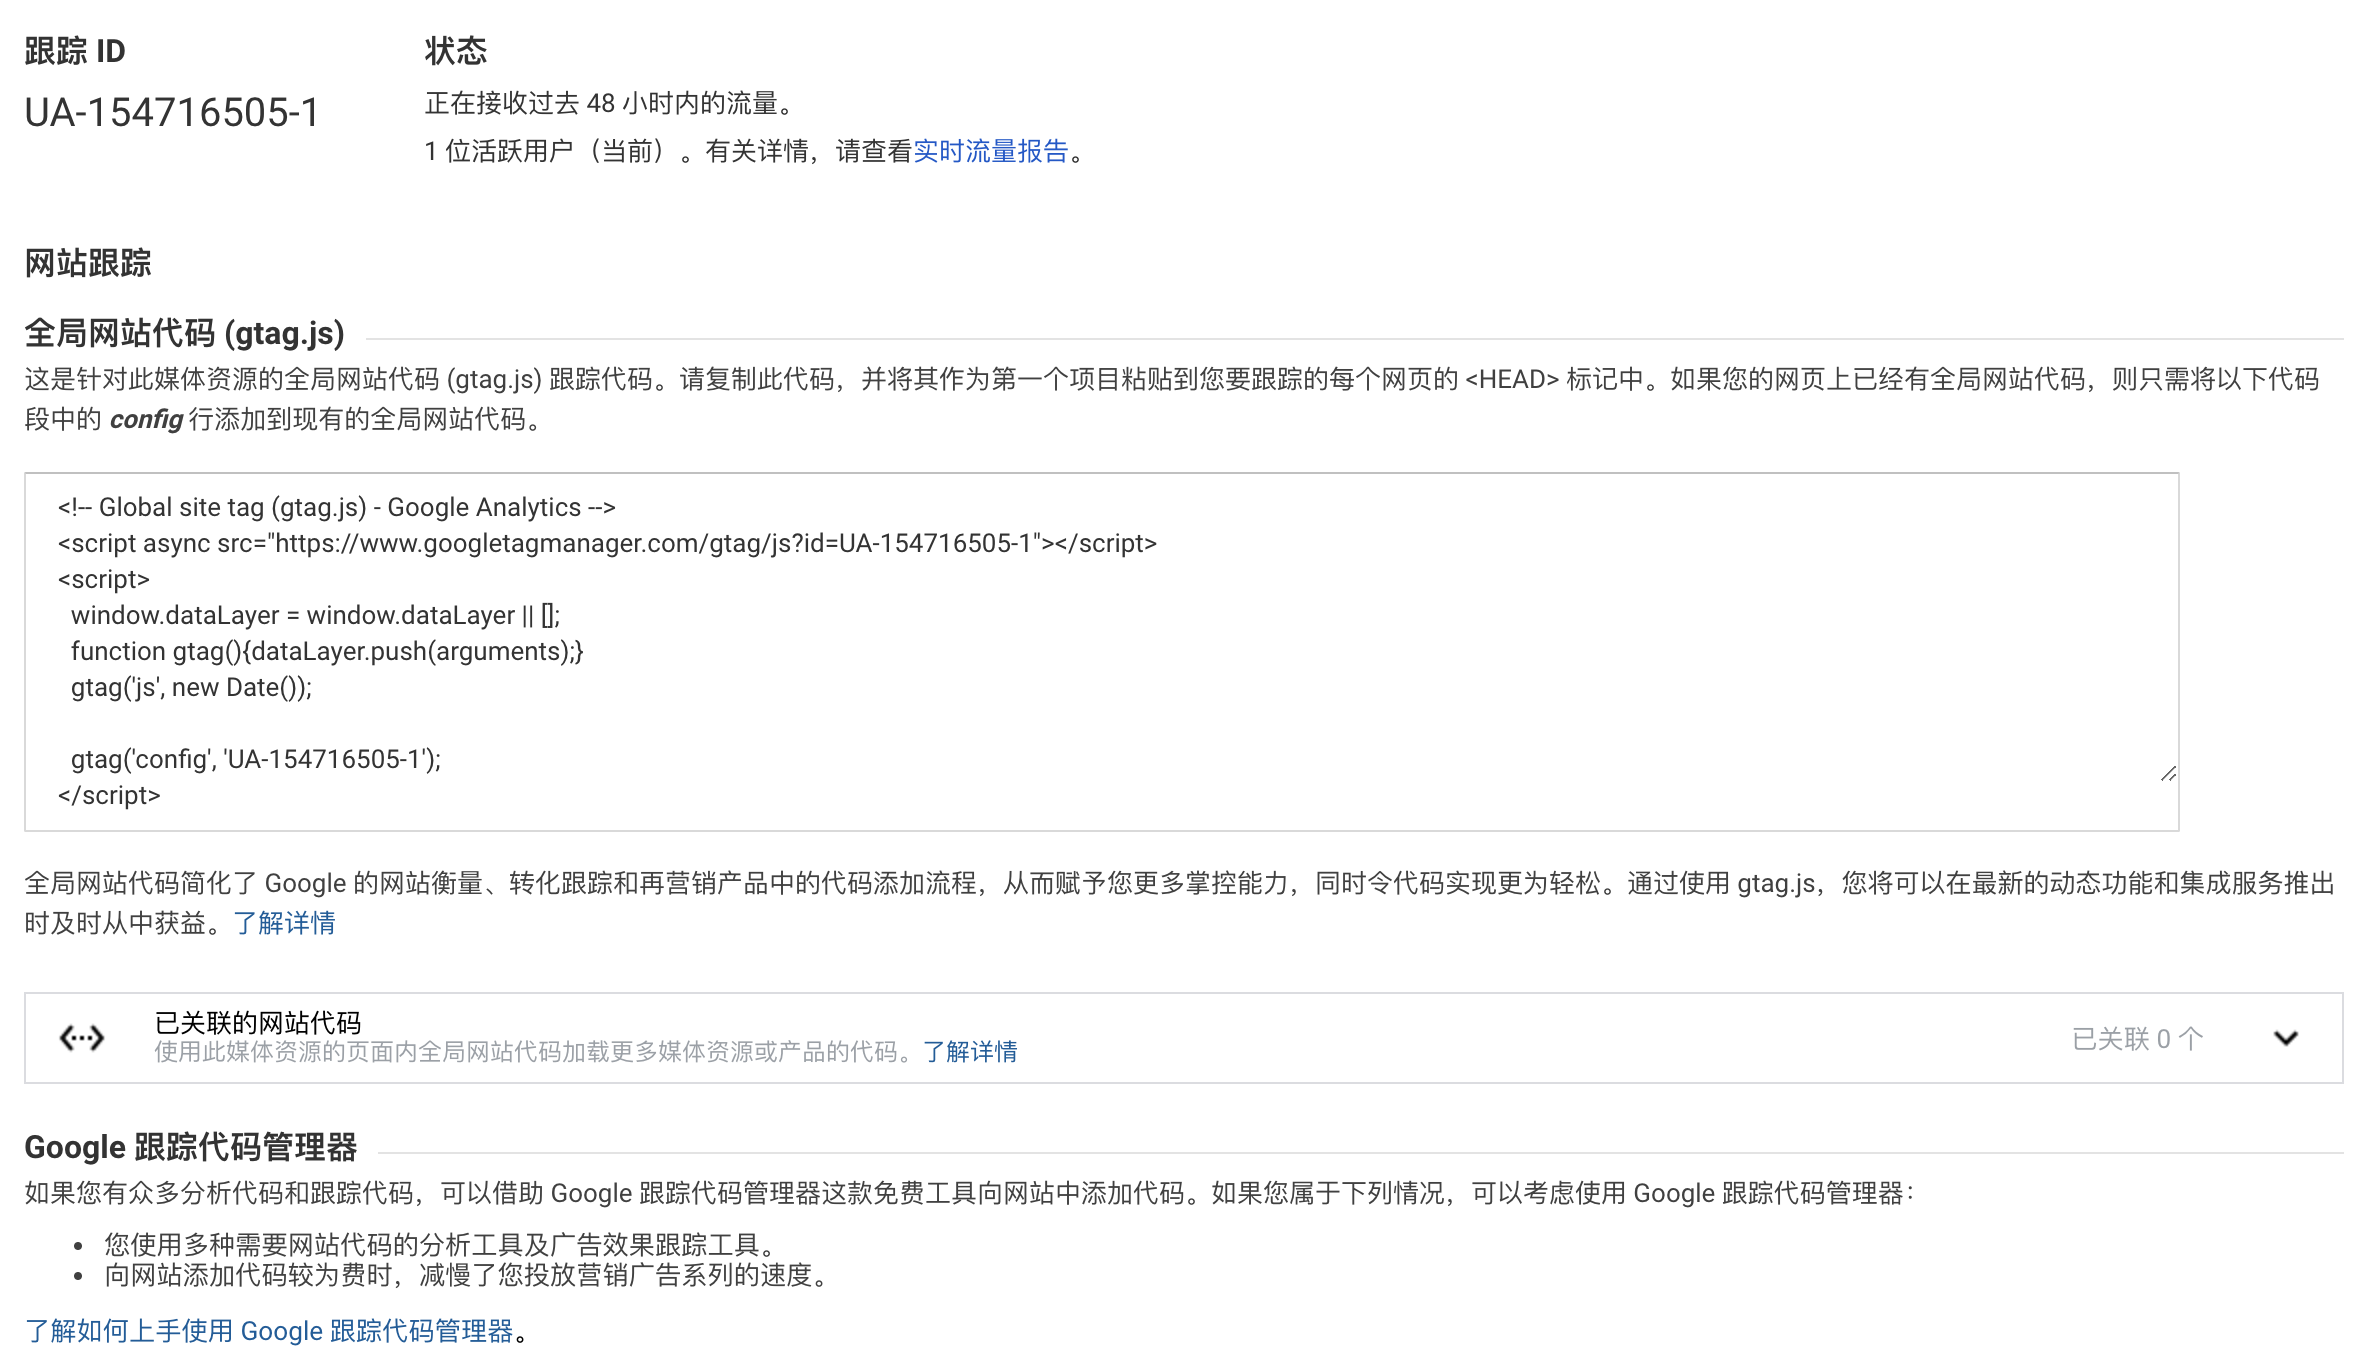 跟踪 ID
UA-154716505-1
状态
正在接收过去 48 小时内的流量。
1 位活跃用户（当前）。有关详情，请查看实时流量报告。
网站跟踪
全局网站代码 (gtag.js)
这是针对此媒体资源的全局网站代码 (gtag.js) 跟踪代码。请复制此代码，并将其作为第一个项目粘贴到您要跟踪的每个网页的 <HEAD> 标记中。如果您的网页上已经有全局网站代码，则只需将以下代码
段中的 config 行添加到现有的全局网站代码。
<!-- Global site tag (gtag.js) - Google Analytics -->
<script async src="https://www.googletagmanager.com/gtag/js?id=UA-154716505-1"></script>
<script>
  window.dataLayer = window.dataLayer || [];
  function gtag(){dataLayer.push(arguments);}
  gtag('js', new Date());
  gtag('config', 'UA-154716505-1');
</script>
全局网站代码简化了 Google 的网站衡量、转化跟踪和再营销产品中的代码添加流程，从而赋予您更多掌控能力，同时令代码实现更为轻松。通过使用 gtag.js，您将可以在最新的动态功能和集成服务推出
时及时从中获益。了解详情
已关联的网站代码
使用此媒体资源的页面内全局网站代码加载更多媒体资源或产品的代码。了解详情
已关联 0 个
Google 跟踪代码管理器
如果您有众多分析代码和跟踪代码，可以借助 Google 跟踪代码管理器这款免费工具向网站中添加代码。如果您属于下列情况，可以考虑使用 Google 跟踪代码管理器：
• 您使用多种需要网站代码的分析工具及广告效果跟踪工具。
• 向网站添加代码较为费时，减慢了您投放营销广告系列的速度。
了解如何上手使用 Google 跟踪代码管理器。